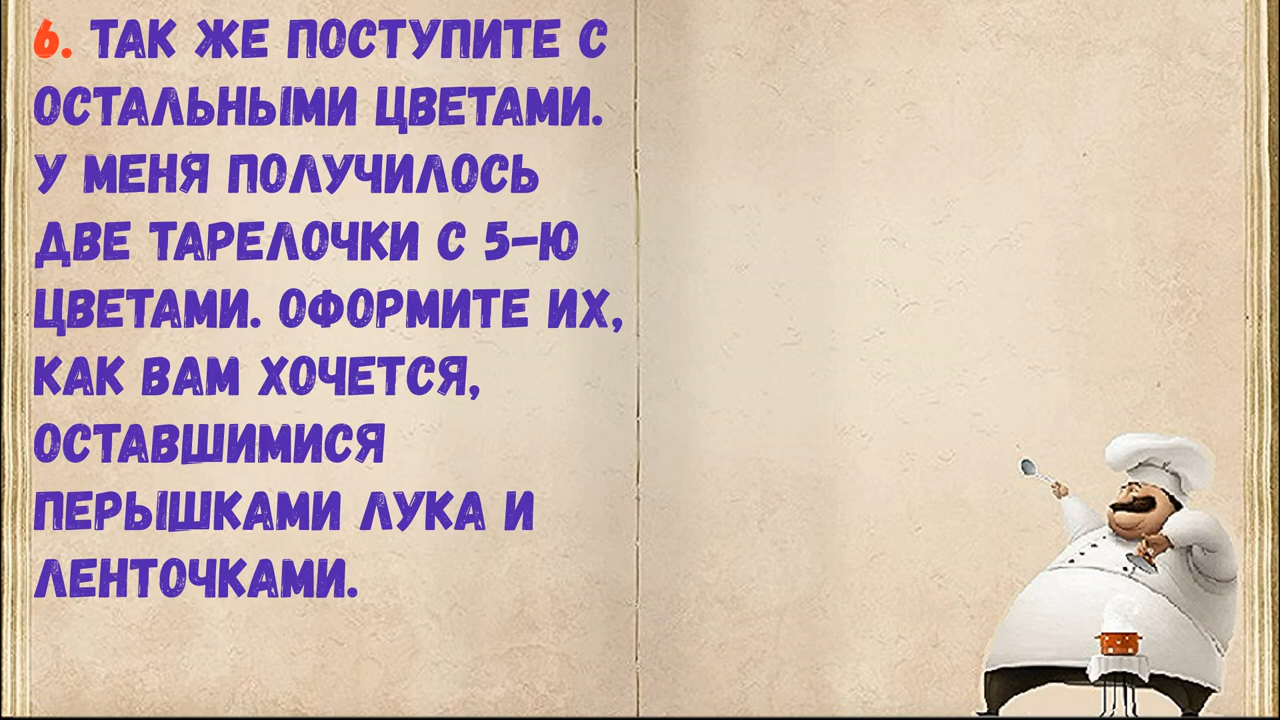 6. ТАК ЖЕ ПОСТУПИТЕ С
ОСТАЛЬНЫМИ ЦВЕТАМИ.
У МЕНЯ ПОЛУЧИЛОСЬ
ДВЕ ТАРЕЛОЧКИ С 5-Ю
ЦВЕТАМИ. ОФОРМИТЕ ИХ,
КАК ВАМ ХОЧЕТСЯ,
ОСТАВШИМИСЯ
ПЕРЫШКАМИ ЛУКА И
ЛЕНТОЧКАМИ.